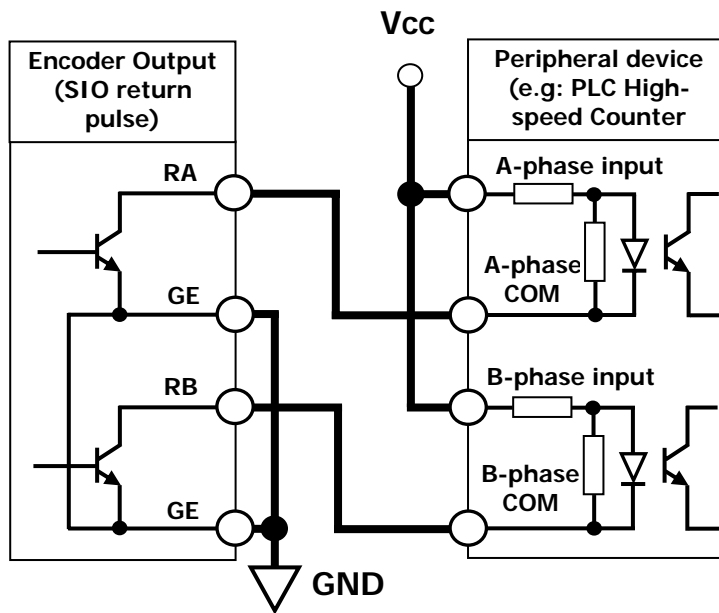 Vcc
Encoder Output
(SIO return
pulse)
Peripheral device
(e.g: PLC High-
speed Counter
RA
GE
RB
GE
GND
A-phase input
A-phase
COM
B-phase input
B-phase
COM